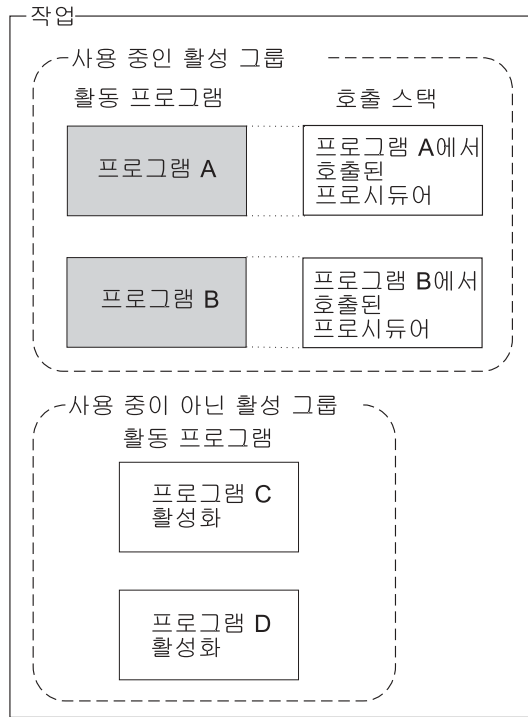 작업
사용 중인 활성 그룹
활동 프로그램 호출 스택
프로그램 A
프로그램 A에서
호출된
프로시듀어
프로그램 B
프로그램 B에서
호출된
프로시듀어
사용 중이 아닌 활성 그룹
활동 프로그램
프로그램 C
활성화
프로그램 D
활성화